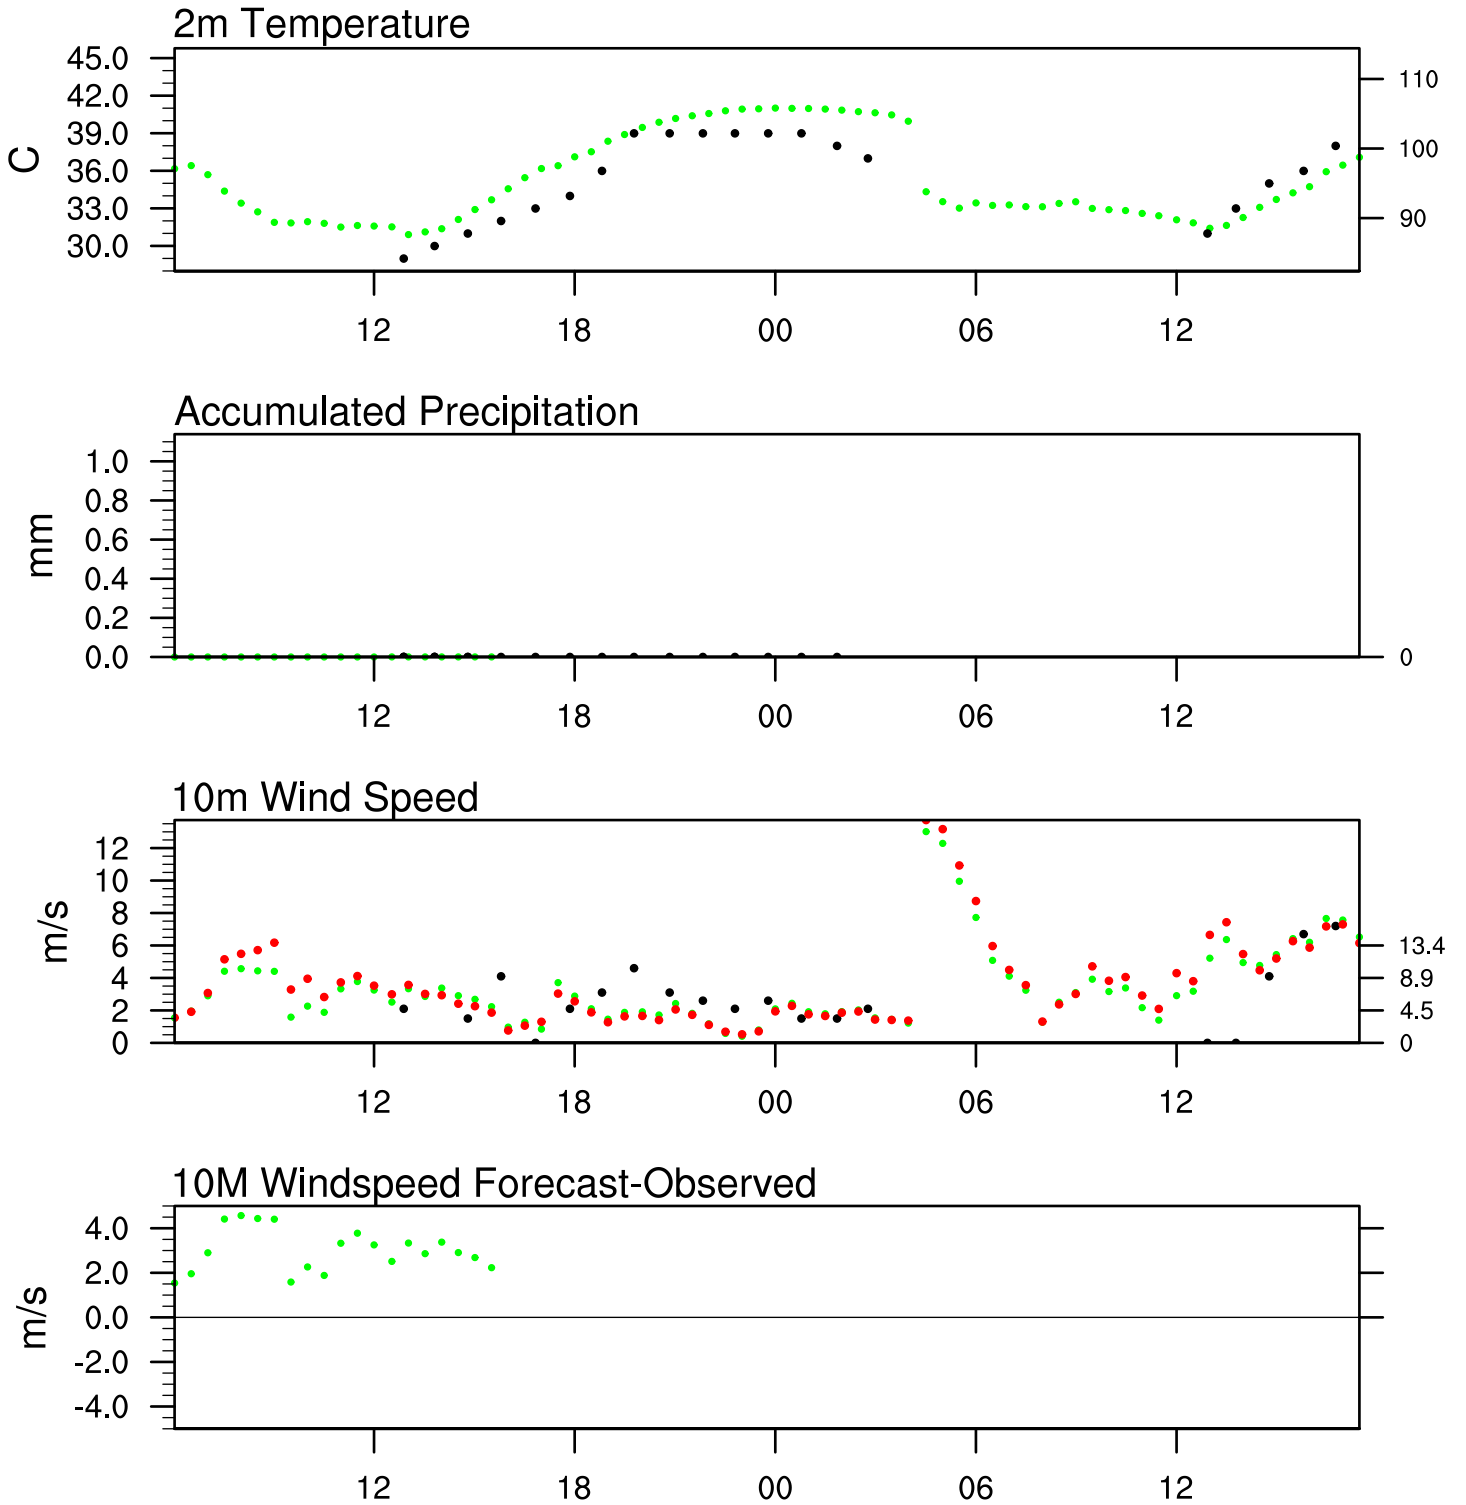 2m Temperature
45.0
42.0
39.0
36.0
33.0
30.0
C
110
100
90
12 18 00 06 12
Accumulated Precipitation
1.0
0.8
0.6
0.4
0.2
0.0
mm
0
12 18 00 06 12
10m Wind Speed
12
10
8
6
4
2
0
m/s
13.4
8.9
4.5
0
12 18 00 06 12
10M Windspeed Forecast-Observed
4.0
2.0
0.0
-2.0
-4.0
m/s
12 18 00 06 12